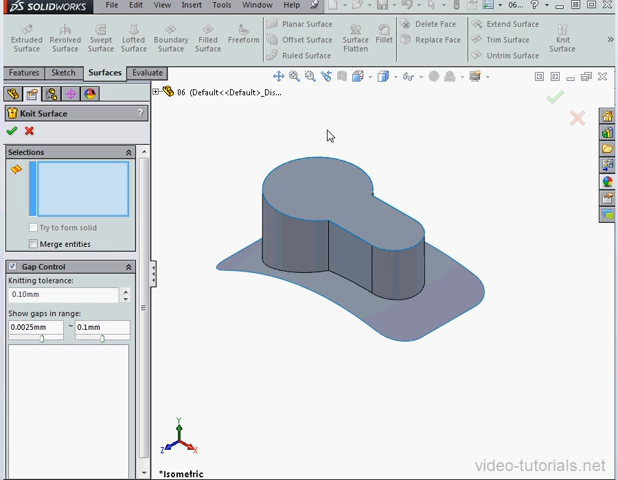 SOLIDWORKS File Edit View Insert Tools Window Help 06...
Extruded Surface
Revolved Surface
Swept Surface
Lofted Surface
Boundary Surface
Filled Surface
Freeform
Planar Surface
Offset Surface
Ruled Surface
Surface Flatten
Fillet
Delete Face
Replace Face
Extend Surface
Trim Surface
Untrim Surface
Knit Surface
Features Sketch Surfaces Evaluate
06 (Default<<Default>_Dis...
Knit Surface ?
Selections
Try to form solid
Merge entities
Gap Control
Knitting tolerance:
0.10mm
Show gaps in range:
0.0025mm ~ 0.1mm
Y
Z X
*Isometric
video-tutorials.net